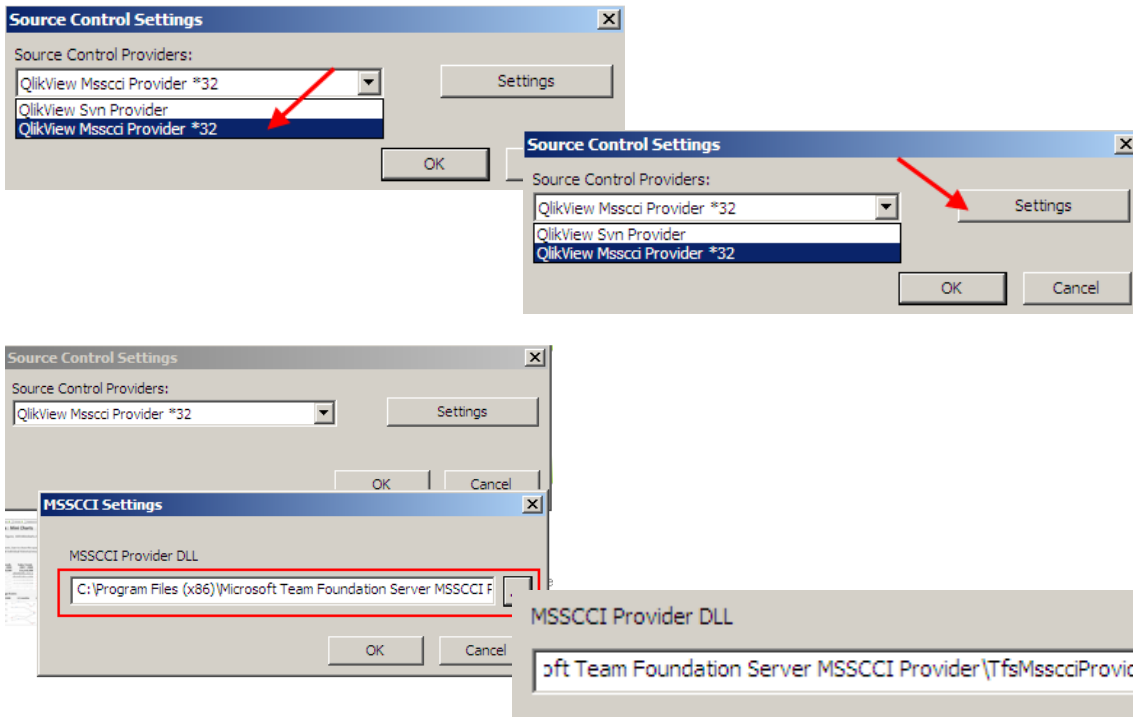 Source Control Settings
Source Control Providers:
QlikView Msscci Provider *32
Settings
QlikView Svn Provider
QlikView Msscci Provider *32
OK
Source Control Settings
Source Control Providers:
QlikView Msscci Provider *32
Settings
QlikView Svn Provider
QlikView Msscci Provider *32
OK Cancel
Source Control Settings
Source Control Providers:
QlikView Msscci Provider *32
Settings
OK Cancel
MSSCCI Settings
MSSCCI Provider DLL
C:\Program Files (x86)\Microsoft Team Foundation Server MSSCCI
OK Cancel
MSSCCI Provider DLL
oft Team Foundation Server MSSCCI Provider\TfsMsscciProvid